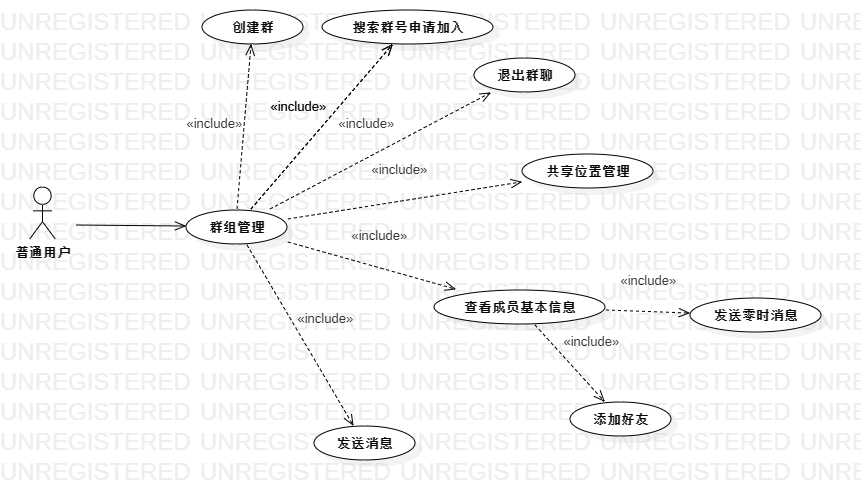 创建群
搜索群号申请加入
退出群聊
«include»
«include»
«include»
«include»
共享位置管理
普通用户
群组管理
«include»
«include»
查看成员基本信息
发送零时消息
«include»
«include»
添加好友
发送消息
UNREGISTERED